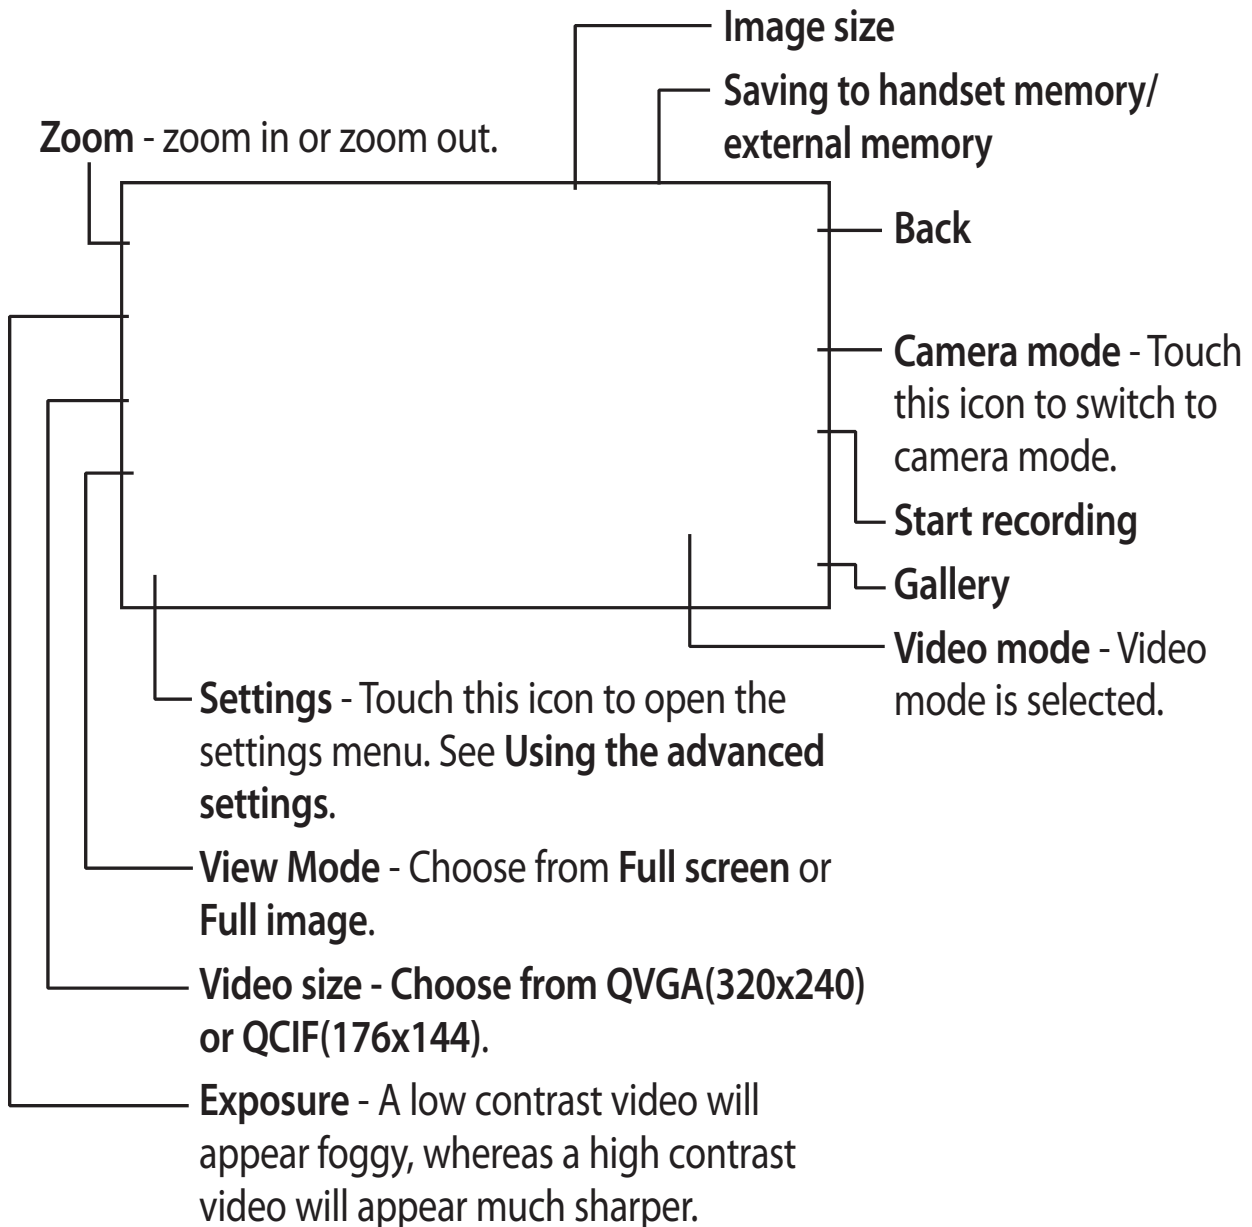 Image size
Saving to handset memory/
external memory
Zoom - zoom in or zoom out.
Back
Camera mode - Touch
this icon to switch to
camera mode.
Start recording
Gallery
Video mode - Video
mode is selected.
Settings - Touch this icon to open the
settings menu. See Using the advanced
settings.
View Mode - Choose from Full screen or
Full image.
Video size - Choose from QVGA(320x240)
or QCIF(176x144).
Exposure - A low contrast video will
appear foggy, whereas a high contrast
video will appear much sharper.